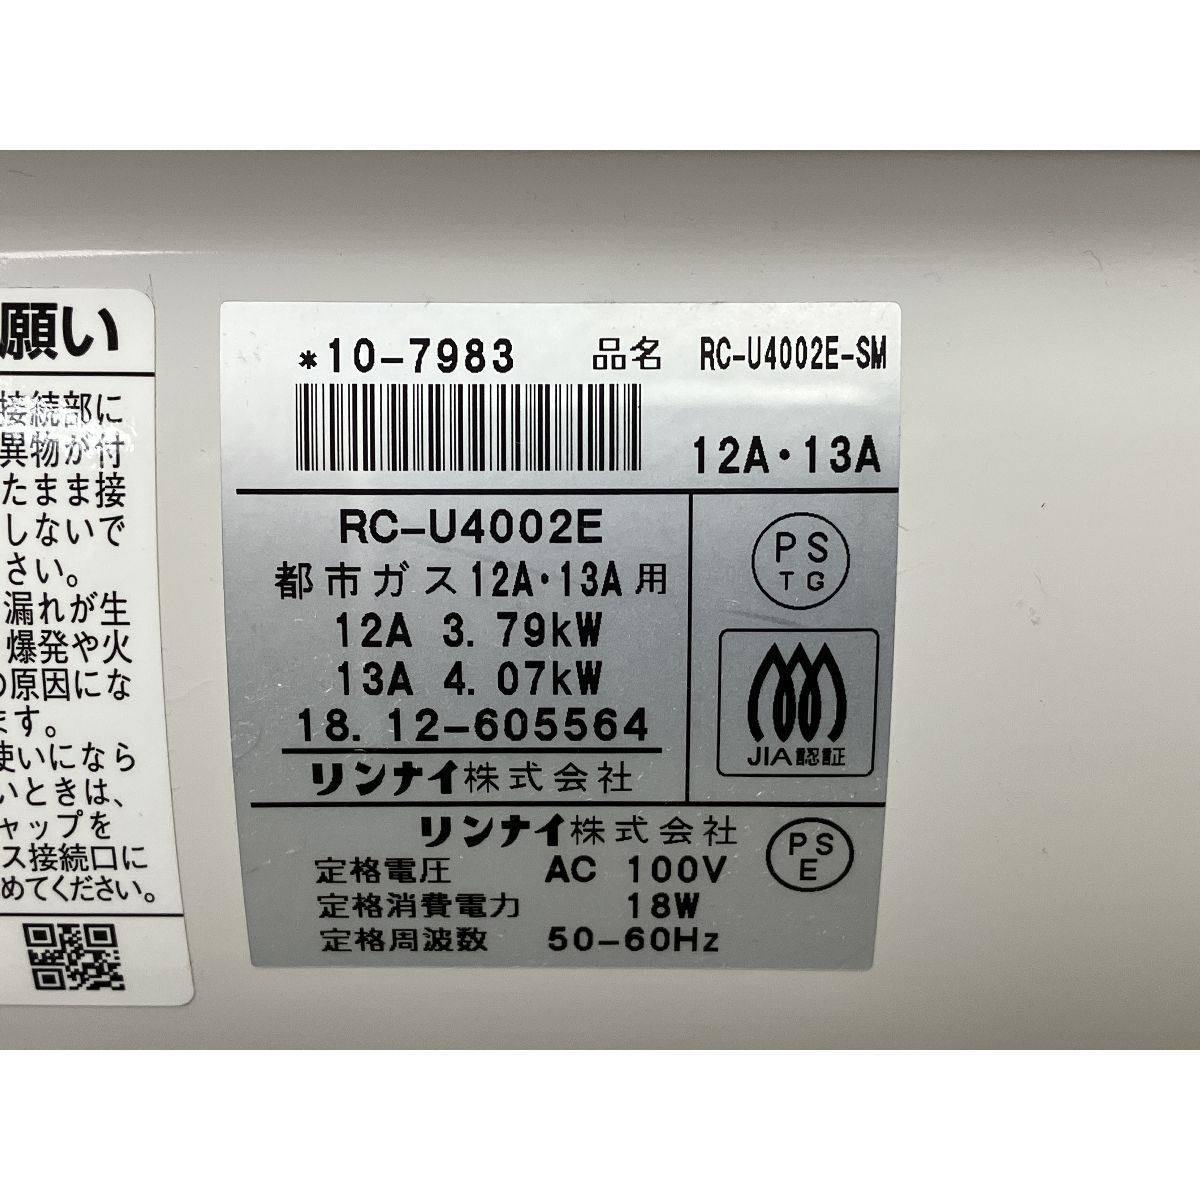 願い
接続部に
異物が付
たまま接
しないで
さい。
漏れが生
爆発や火
の原因にな
ます。
使いになら
いときは、
ャップを
ス接続口に
めてください。
*10-7983 品名 RC-U4002E-SM
12A・13A
RC-U4002E
都市ガス12A・13A用
12A 3.79kW
13A 4.07kW
18.12-605564
リンナイ株式会社
PS
TG
JIA認証
リンナイ株式会社
PS
E
定格電圧 AC 100V
定格消費電力 18W
定格周波数 50-60Hz